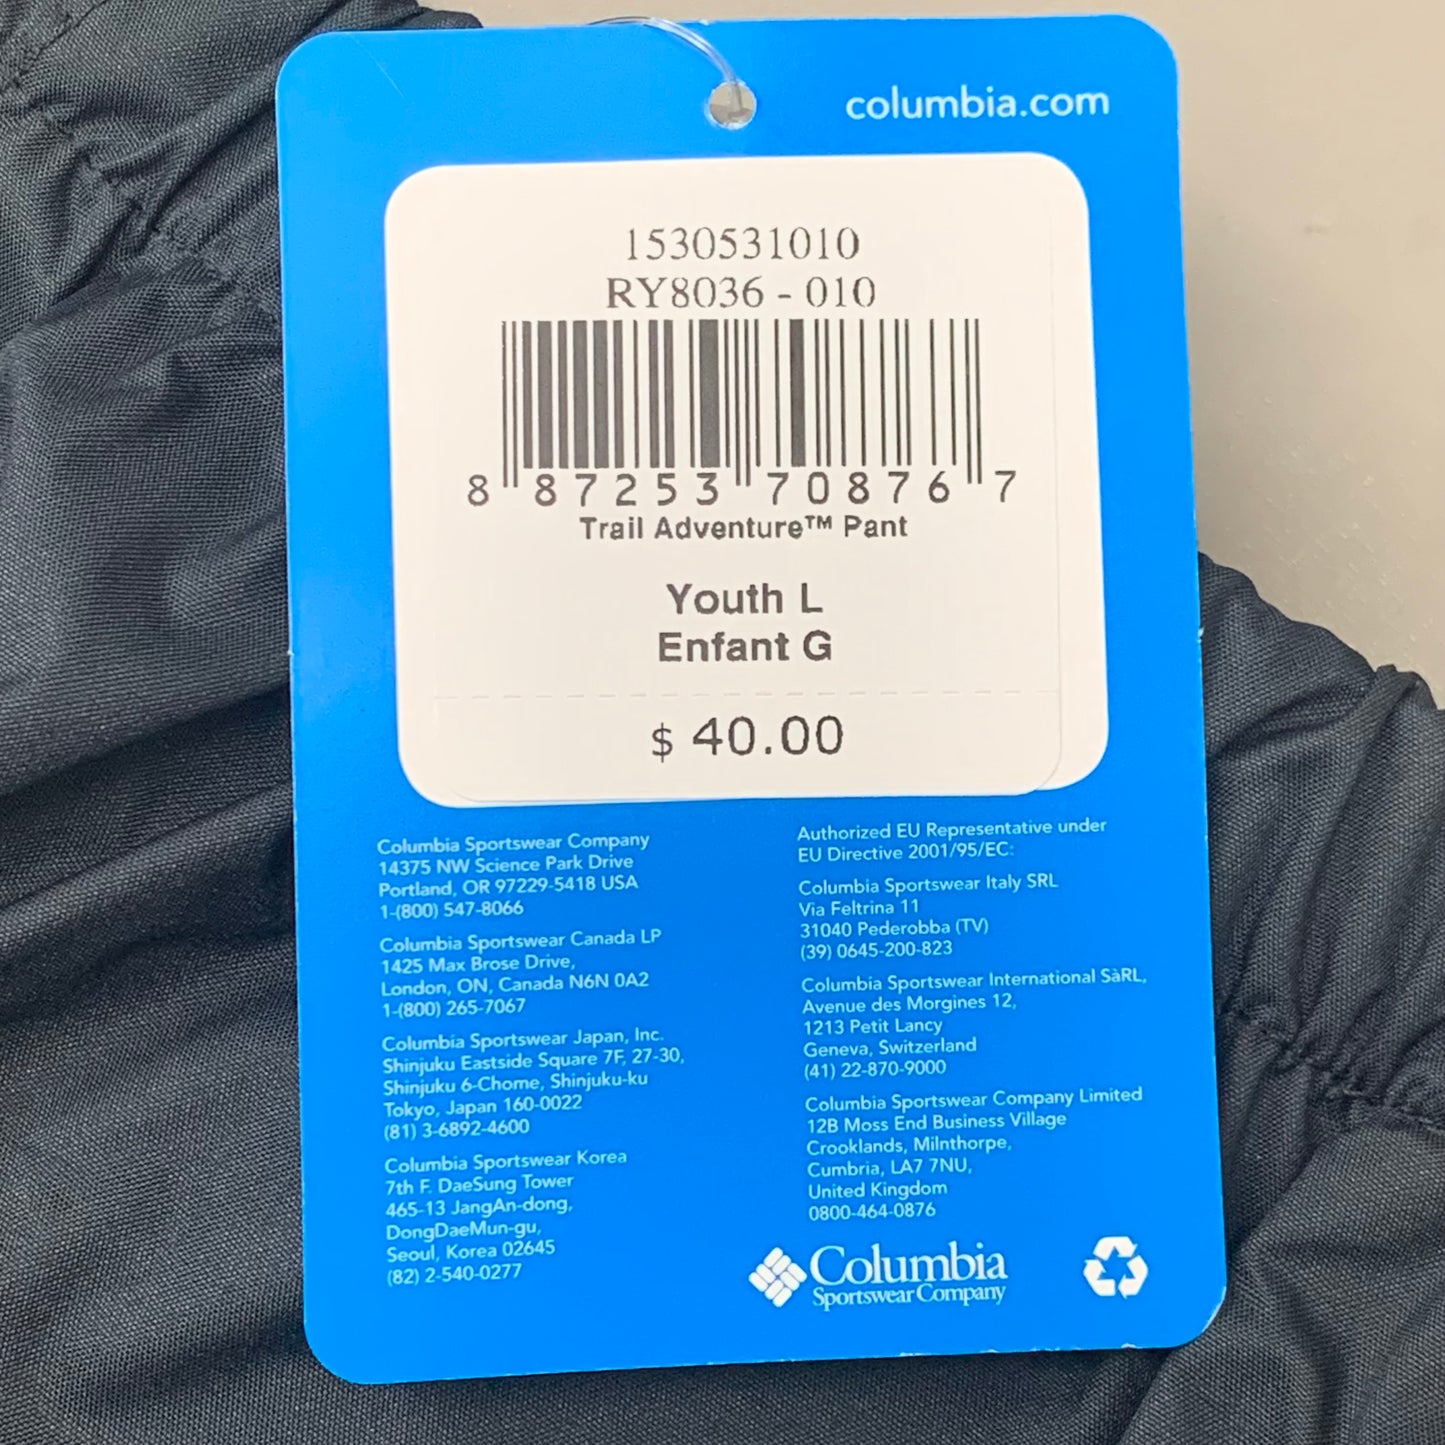 columbia.com
1530531010
RY8036 - 010
8 87253 70876 7
Trail Adventure™ Pant
Youth L
Enfant G
$ 40.00
Columbia Sportswear Company
14375 NW Science Park Drive
Portland, OR 97229-5418 USA
1-(800) 547-8066
Columbia Sportswear Canada LP
1425 Max Brose Drive,
London, ON, Canada N6N 0A2
1-(800) 265-7067
Columbia Sportswear Japan, Inc.
Shinjuku Eastside Square 7F, 27-30,
Shinjuku 6-Chome, Shinjuku-ku
Tokyo, Japan 160-0022
(81) 3-6892-4600
Columbia Sportswear Korea
7th F. DaeSung Tower
465-13 JangAn-dong,
DongDaeMun-gu,
Seoul, Korea 02645
(82) 2-540-0277
Authorized EU Representative under
EU Directive 2001/95/EC:
Columbia Sportswear Italy SRL
Via Feltrina 11
31040 Pederobba (TV)
(39) 0645-200-823
Columbia Sportswear International SàRL,
Avenue des Morgines 12,
1213 Petit Lancy
Geneva, Switzerland
(41) 22-870-9000
Columbia Sportswear Company Limited
12B Moss End Business Village
Crooklands, Milnthorpe,
Cumbria, LA7 7NU,
United Kingdom
0800-464-0876
Columbia
Sportswear Company